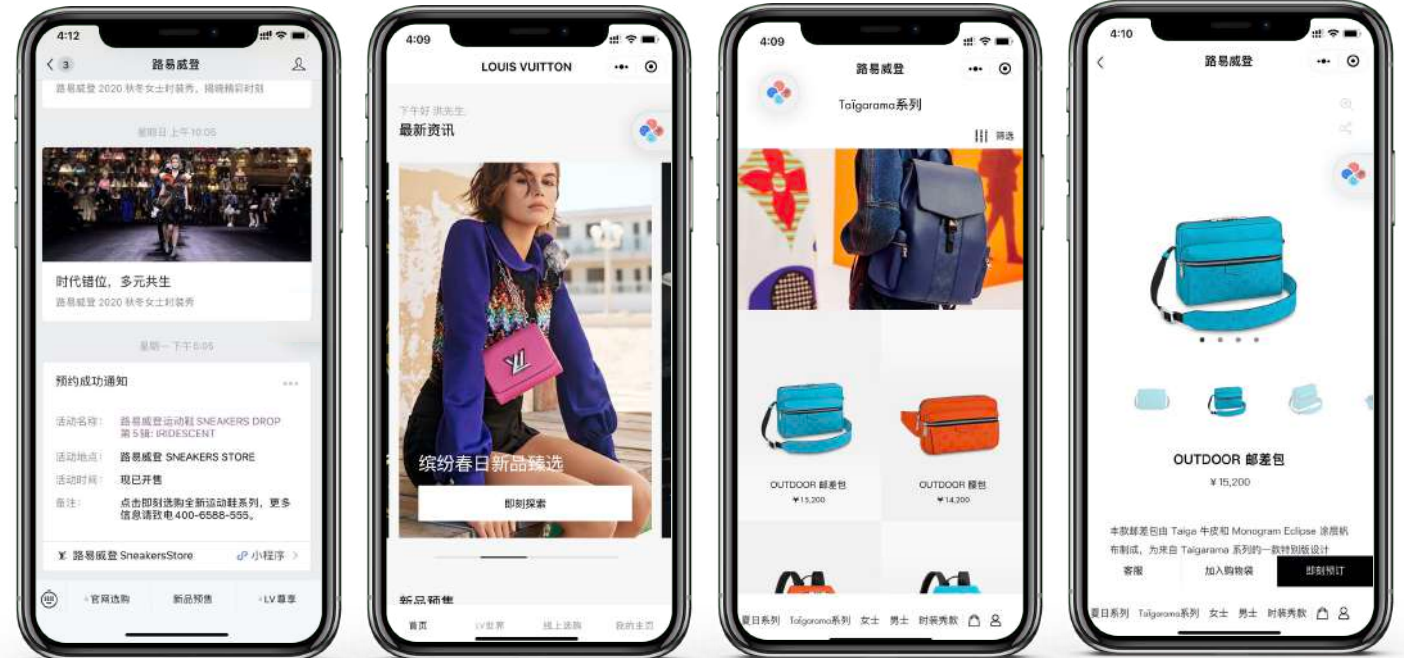 4:12
3
路易威登
路易威登 2020 秋冬女士时装秀，揭晓精彩时刻
星期日 上午10:05
时代错位，多元共生
路易威登 2020 秋冬女士时装秀
星期一 下午6:05
预约成功通知
活动名称： 路易威登运动鞋 SNEAKERS DROP
第5辑: IRIDESCENT
活动地点： 路易威登 SNEAKERS STORE
活动时间： 现已开售
备注： 点击即刻选购全新运动鞋系列，更多
信息请致电 400-6588-555。
路易威登 SneakersStore 小程序
官网选购 新品预售 LV尊享
4:09
LOUIS VUITTON
下午好 洪先生,
最新资讯
缤纷春日新品臻选
即刻探索
新品预售
首页 LV世界 线上选购 我的主页
4:09
路易威登
Taïgarama系列
筛选
OUTDOOR 邮差包
¥15,200
OUTDOOR 腰包
¥14,200
夏日系列 Taïgarama系列 女士 男士 时装秀款
4:10
路易威登
OUTDOOR 邮差包
¥15,200
本款邮差包由 Taiga 牛皮和 Monogram Eclipse 涂层帆
布制成，为来自 Taigarama 系列的一款特别版设计
客服 加入购物袋 即刻预订
夏日系列 Taïgarama系列 女士 男士 时装秀款